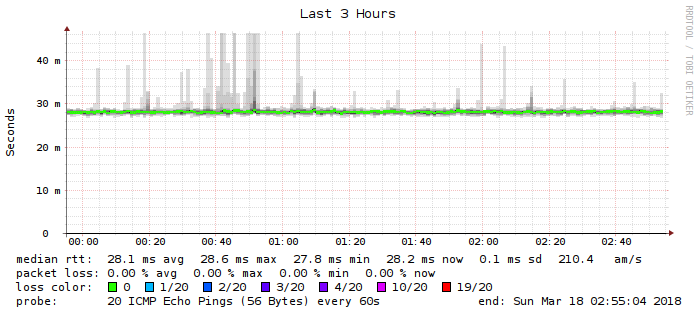 Last 3 Hours
RRDTOOL / TOBI OETIKER
Seconds
40 m
30 m
20 m
10 m
0
00:00 00:20 00:40 01:00 01:20 01:40 02:00 02:20 02:40
median rtt: 28.1 ms avg 28.6 ms max 27.8 ms min 28.2 ms now 0.1 ms sd 210.4 am/s
packet loss: 0.00 % avg 0.00 % max 0.00 % min 0.00 % now
loss color: 0 1/20 2/20 3/20 4/20 10/20 19/20
probe: 20 ICMP Echo Pings (56 Bytes) every 60s end: Sun Mar 18 02:55:04 2018